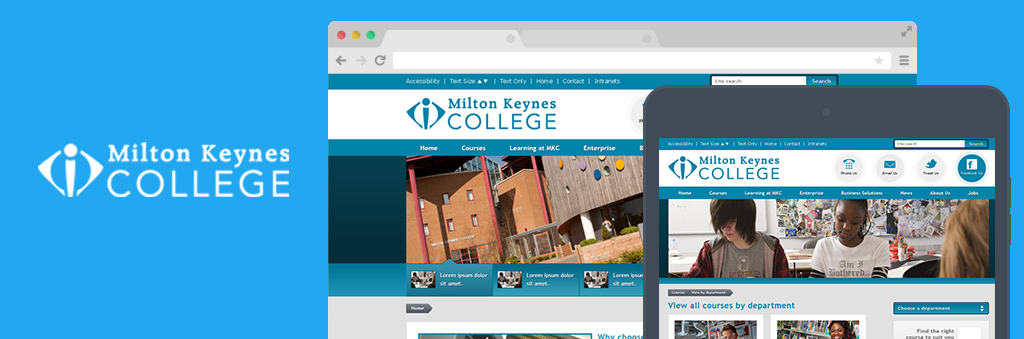 Milton Keynes
COLLEGE
Accessibility | Text Size ▲▼ | Text Only | Home | Contact | Intranets
Site search Search
Milton Keynes
COLLEGE
Home Courses Learning at MKC Enterprise B
Lorem ipsum dolor
sit amet..
Lorem ipsum dolor
sit amet..
Lorem ipsum
sit amet..
Home
Why choos
Accessibility | Text Size ▲▼ | Text Only | Home | Contact | Intranets
Site search Search
Milton Keynes
COLLEGE
Phone Us Email Us Tweet Us Facebook Us
Home Courses Learning at MKC Enterprise Business Solutions News About Us Jobs
Am I
Bothered..
Courses View by department
View all courses by department
Choose a department
Find the right
course to suit you